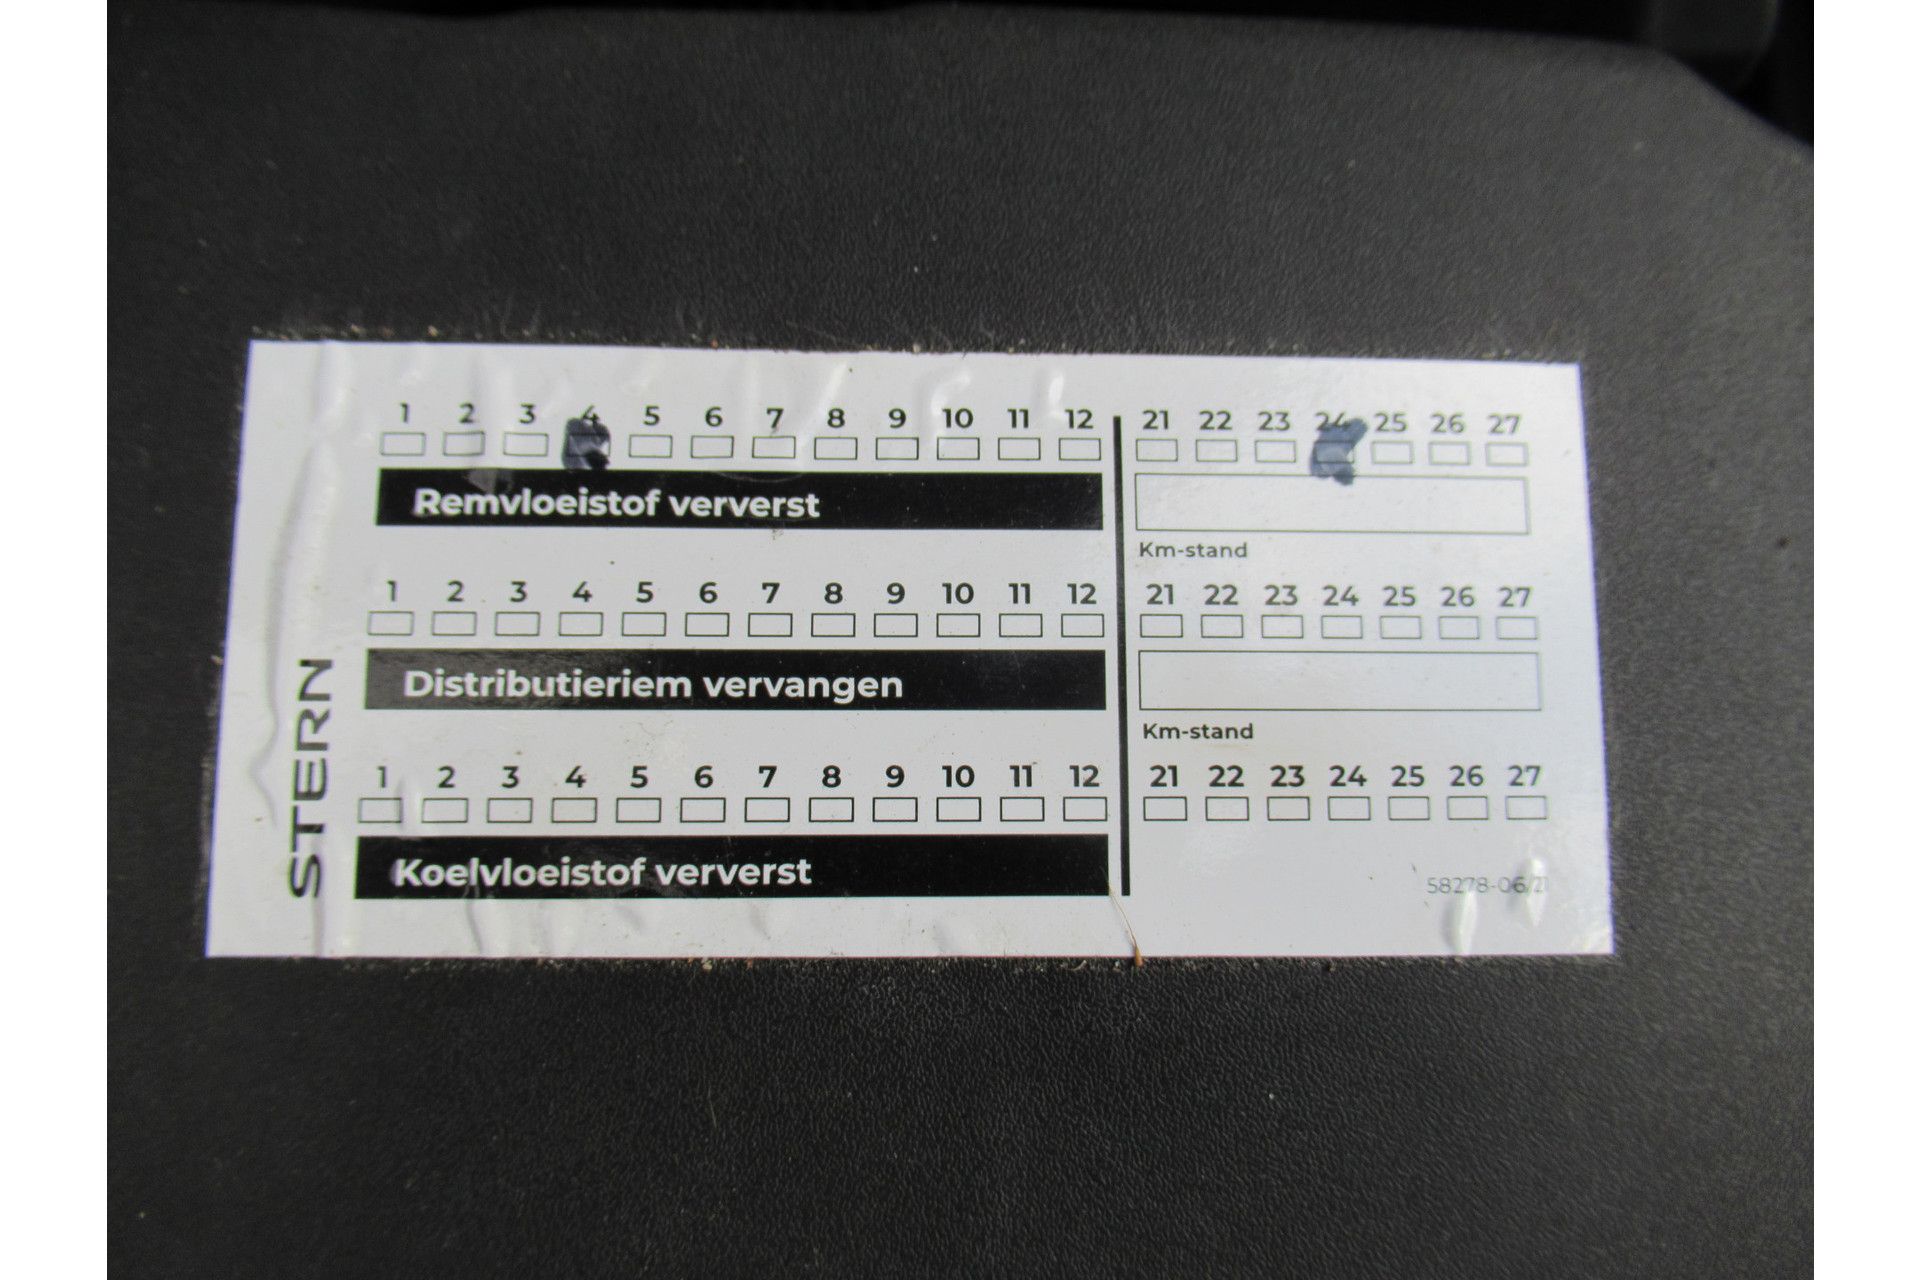 STERN
1 2 3 4 5 6 7 8 9 10 11 12 21 22 23 24 25 26 27
Remvloeistof ververst
Km-stand
1 2 3 4 5 6 7 8 9 10 11 12 21 22 23 24 25 26 27
Distributieriem vervangen
Km-stand
1 2 3 4 5 6 7 8 9 10 11 12 21 22 23 24 25 26 27
Koelvloeistof ververst
58278-06/21